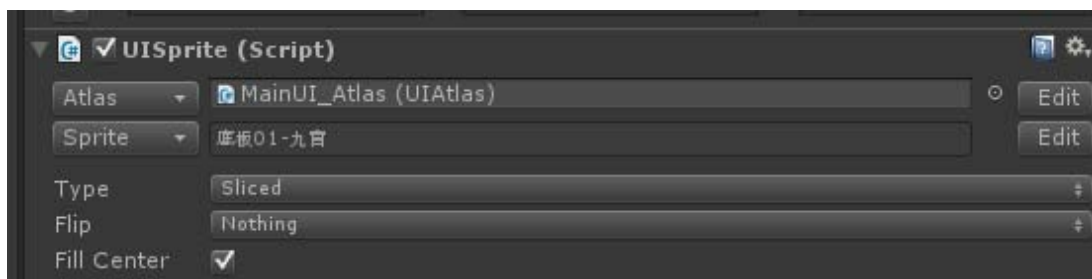 UISprite (Script)
Atlas MainUI_Atlas (UIAtlas) Edit
Sprite 底板01-九宫 Edit
Type Sliced
Flip Nothing
Fill Center